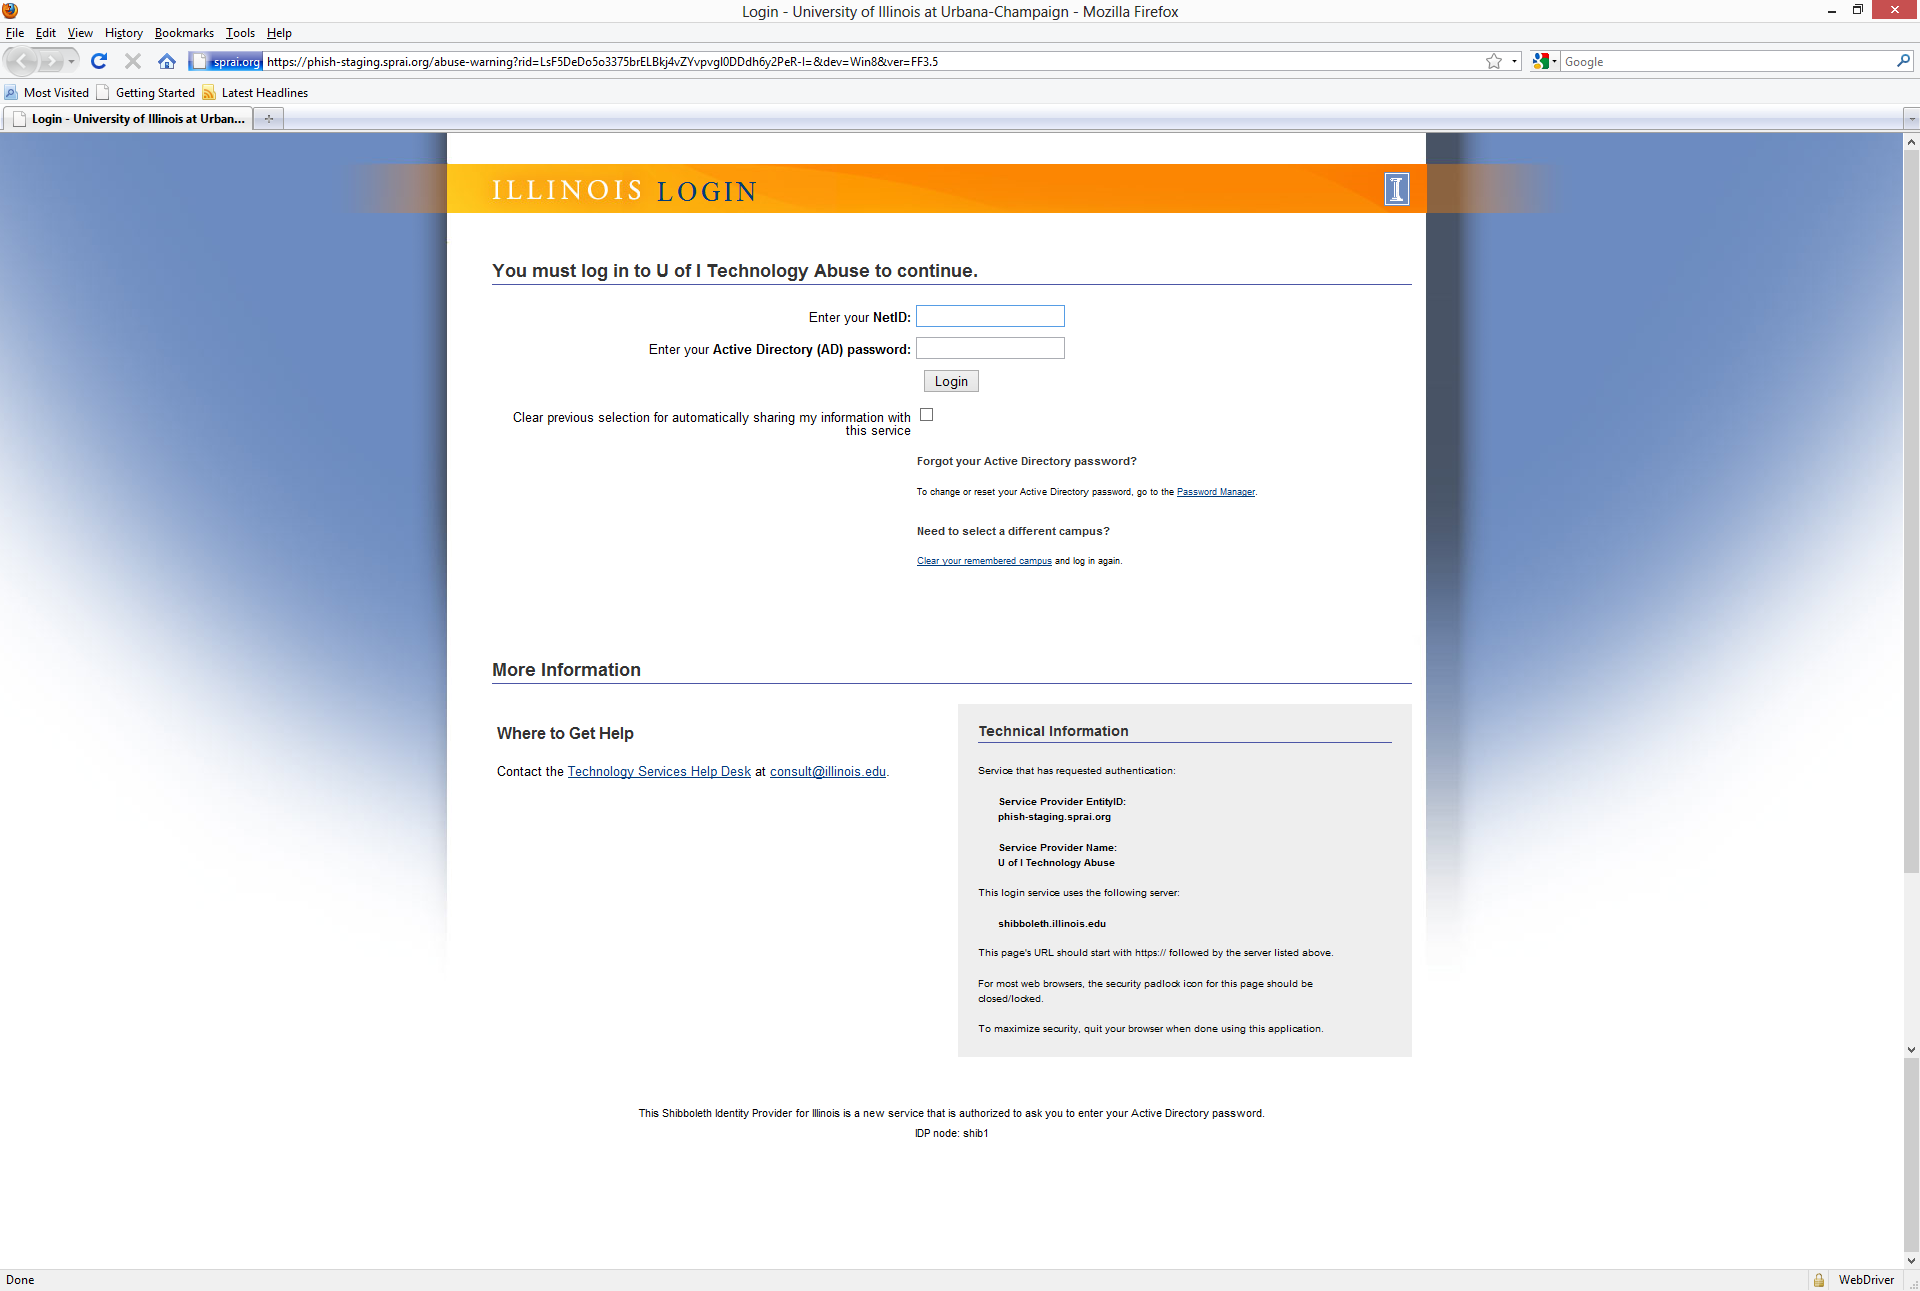 Login - University of Illinois at Urbana-Champaign - Mozilla Firefox
File Edit View History Bookmarks Tools Help
sprai.org https://phish-staging.sprai.org/abuse-warning?rid=LsF5DeDo5o3375brELBkj4vZYvpvgI0DDdh6y2PeR-I=&dev=Win8&ver=FF3.5
Google
Most Visited Getting Started Latest Headlines
Login - University of Illinois at Urban...
ILLINOIS LOGIN
I
You must log in to U of I Technology Abuse to continue.
Enter your NetID:
Enter your Active Directory (AD) password:
Login
Clear previous selection for automatically sharing my information with
this service
Forgot your Active Directory password?
To change or reset your Active Directory password, go to the Password Manager.
Need to select a different campus?
Clear your remembered campus and log in again.
More Information
Where to Get Help
Contact the Technology Services Help Desk at consult@illinois.edu.
Technical Information
Service that has requested authentication:
Service Provider EntityID:
phish-staging.sprai.org
Service Provider Name:
U of I Technology Abuse
This login service uses the following server:
shibboleth.illinois.edu
This page's URL should start with https:// followed by the server listed above.
For most web browsers, the security padlock icon for this page should be
closed/locked.
To maximize security, quit your browser when done using this application.
This Shibboleth Identity Provider for Illinois is a new service that is authorized to ask you to enter your Active Directory password.
IDP node: shib1
Done
WebDriver